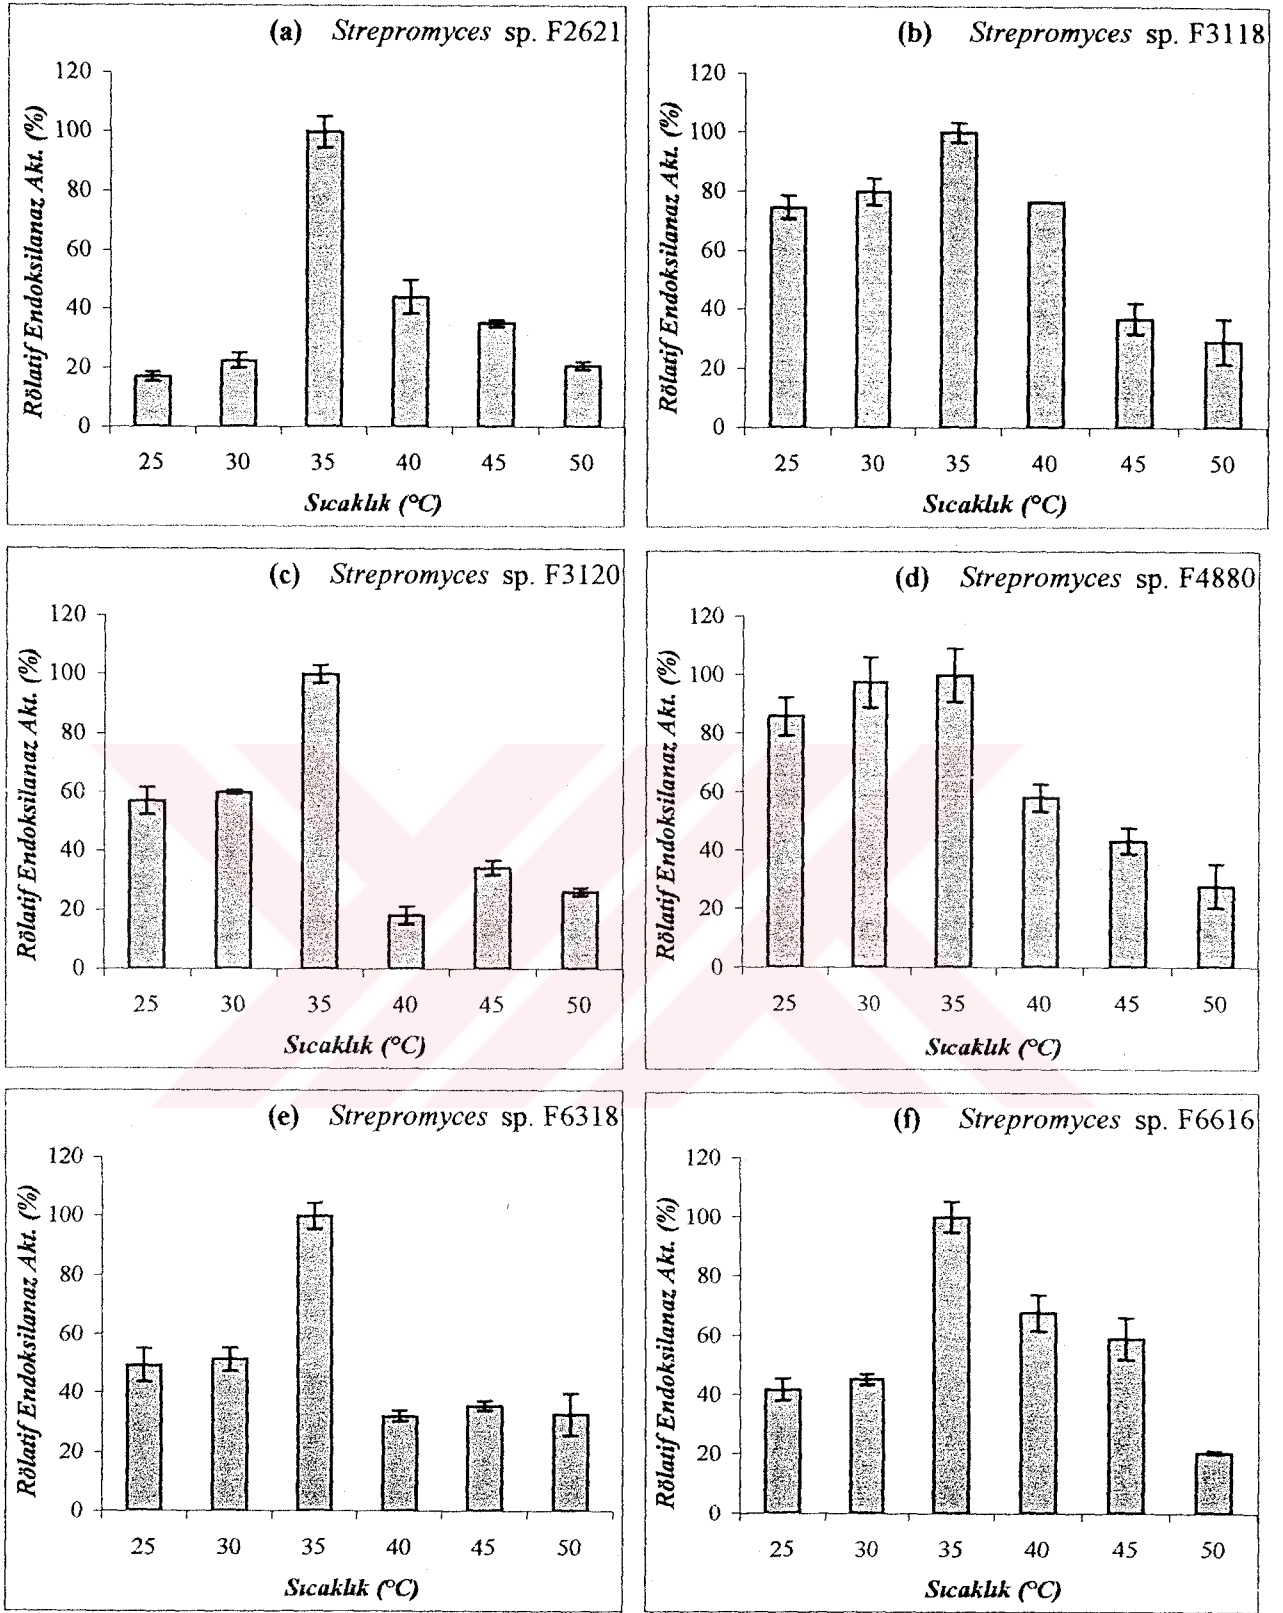 (a) Strepromyces sp. F2621
120
100
80
60
40
20
0
Rölatif Endoksilanaz Akt. (%)
25 30 35 40 45 50
Sıcaklık (°C)
(b) Strepromyces sp. F3118
120
100
80
60
40
20
0
Rölatif Endoksilanaz Akt. (%)
25 30 35 40 45 50
Sıcaklık (°C)
(c) Strepromyces sp. F3120
120
100
80
60
40
20
0
Rölatif Endoksilanaz Akt. (%)
25 30 35 40 45 50
Sıcaklık (°C)
(d) Strepromyces sp. F4880
120
100
80
60
40
20
0
Rölatif Endoksilanaz Akt. (%)
25 30 35 40 45 50
Sıcaklık (°C)
(e) Strepromyces sp. F6318
120
100
80
60
40
20
0
Rölatif Endoksilanaz Akt. (%)
25 30 35 40 45 50
Sıcaklık (°C)
(f) Strepromyces sp. F6616
120
100
80
60
40
20
0
Rölatif Endoksilanaz Akt. (%)
25 30 35 40 45 50
Sıcaklık (°C)